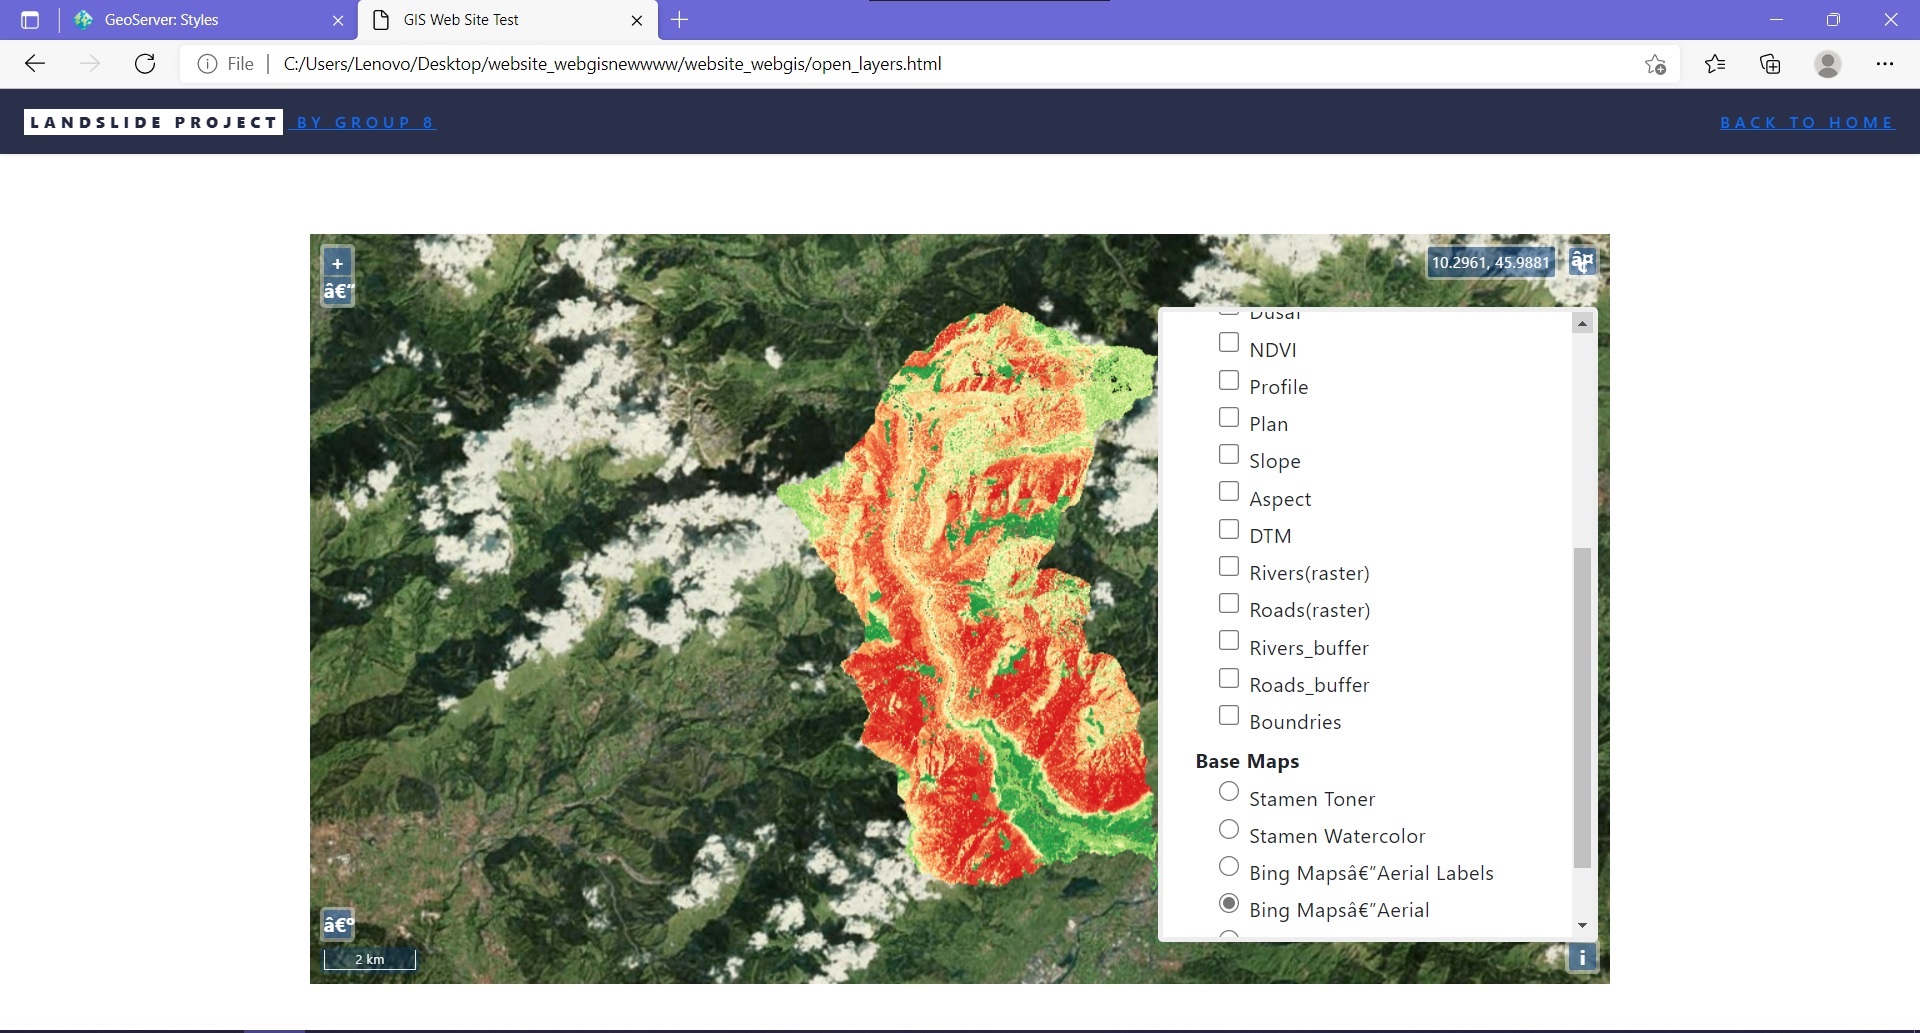 GeoServer: Styles
GIS Web Site Test
File
C:/Users/Lenovo/Desktop/website_webgisnewwww/website_webgis/open_layers.html
LANDSLIDE PROJECT BY GROUP 8
BACK TO HOME
+
â€“
10.2961, 45.9881
Dusaf
NDVI
Profile
Plan
Slope
Aspect
DTM
Rivers(raster)
Roads(raster)
Rivers_buffer
Roads_buffer
Boundries
Base Maps
Stamen Toner
Stamen Watercolor
Bing Mapsâ€”Aerial Labels
Bing Mapsâ€”Aerial
â€º
2 km
i